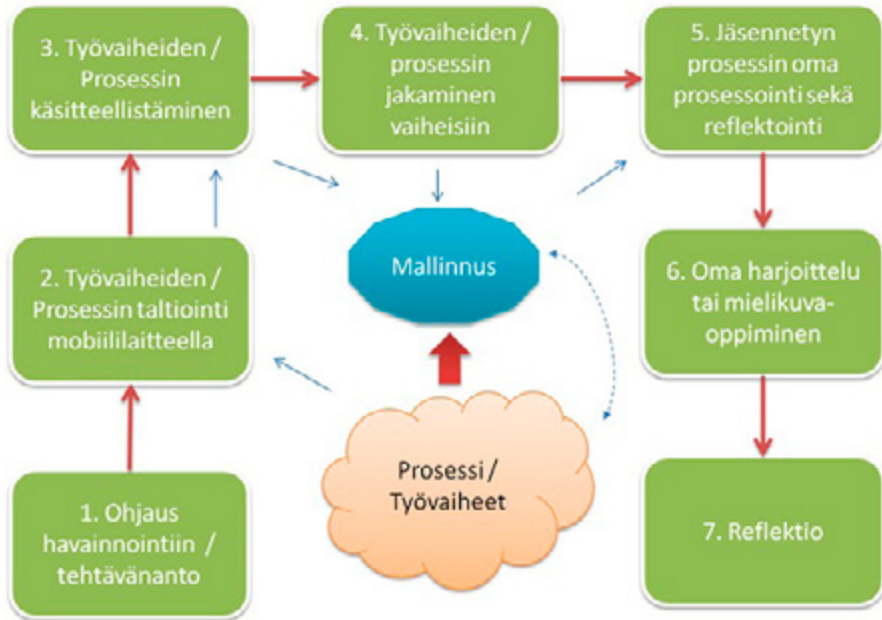 3. Työvaiheiden /
Prosessin
käsitteellistäminen
4. Työvaiheiden /
prosessin
jakaminen
vaiheisiin
5. Jäsennetyn
prosessin oma
prosessointi sekä
reflektointi
2. Työvaiheiden /
Prosessin taltiointi
mobiililaitteella
Mallinnus
6. Oma harjoittelu
tai mielikuva-
oppiminen
1. Ohjaus
havainnointiin /
tehtävänanto
Prosessi /
Työvaiheet
7. Reflektio